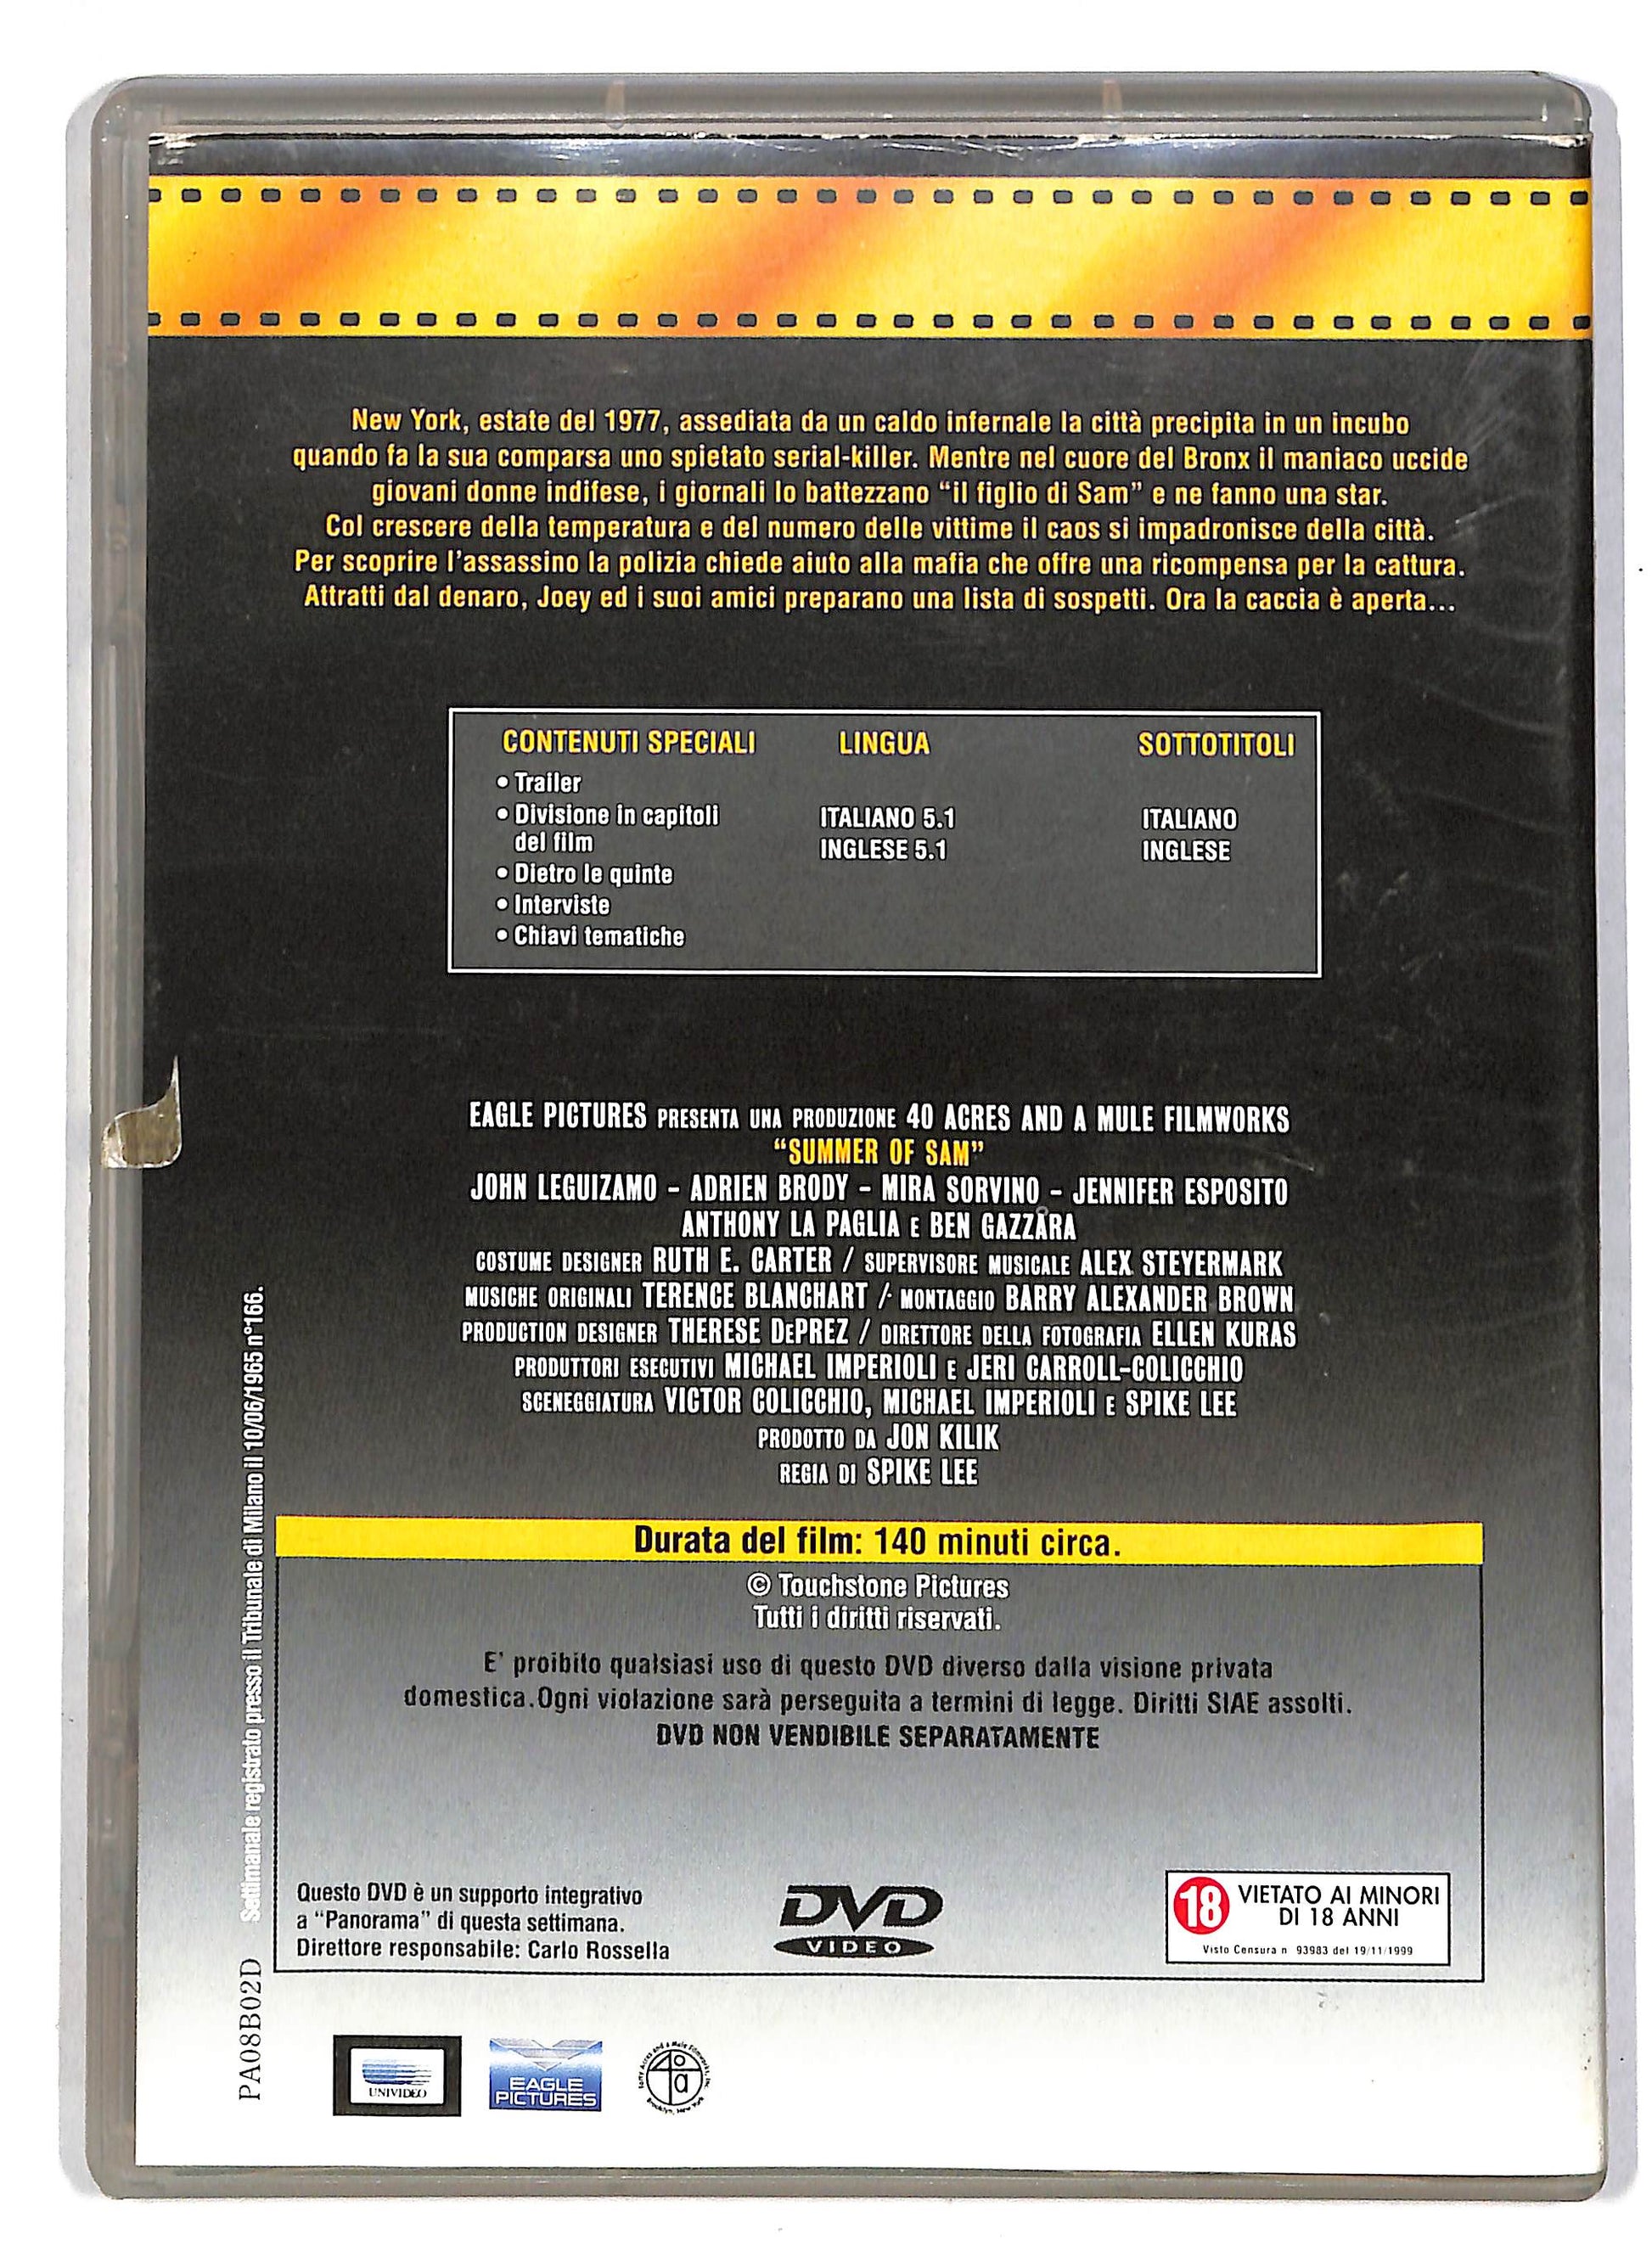 New York, estate del 1977, assediata da un caldo infernale la città precipita in un incubo
quando fa la sua comparsa uno spietato serial-killer. Mentre nel cuore del Bronx il maniaco uccide
giovani donne indifese, i giornali lo battezzano “il figlio di Sam” e ne fanno una star.
Col crescere della temperatura e del numero delle vittime il caos si impadronisce della città.
Per scoprire l'assassino la polizia chiede aiuto alla mafia che offre una ricompensa per la cattura.
Attratti dal denaro, Joey ed i suoi amici preparano una lista di sospetti. Ora la caccia è aperta...
CONTENUTI SPECIALI
• Trailer
• Divisione in capitoli
del film
• Dietro le quinte
• Interviste
• Chiavi tematiche
LINGUA
ITALIANO 5.1
INGLESE 5.1
SOTTOTITOLI
ITALIANO
INGLESE
EAGLE PICTURES PRESENTA UNA PRODUZIONE 40 ACRES AND A MULE FILMWORKS
“SUMMER OF SAM”
JOHN LEGUIZAMO - ADRIEN BRODY - MIRA SORVINO - JENNIFER ESPOSITO
ANTHONY LA PAGLIA E BEN GAZZARA
COSTUME DESIGNER RUTH E. CARTER / SUPERVISORE MUSICALE ALEX STEYERMARK
MUSICHE ORIGINALI TERENCE BLANCHART / MONTAGGIO BARRY ALEXANDER BROWN
PRODUCTION DESIGNER THERESE DePREZ / DIRETTORE DELLA FOTOGRAFIA ELLEN KURAS
PRODUTTORI ESECUTIVI MICHAEL IMPERIOLI E JERI CARROLL-COLICCHIO
SCENEGGIATURA VICTOR COLICCHIO, MICHAEL IMPERIOLI E SPIKE LEE
PRODOTTO DA JON KILIK
REGIA DI SPIKE LEE
Durata del film: 140 minuti circa.
© Touchstone Pictures
Tutti i diritti riservati.
E' proibito qualsiasi uso di questo DVD diverso dalla visione privata
domestica.Ogni violazione sarà perseguita a termini di legge. Diritti SIAE assolti.
DVD NON VENDIBILE SEPARATAMENTE
Questo DVD è un supporto integrativo
a “Panorama” di questa settimana.
Direttore responsabile: Carlo Rossella
DVD
VIDEO
18 VIETATO AI MINORI
DI 18 ANNI
Visto Censura n 93983 del 19/11/1999
PA08B02D Settimanale registrato presso il Tribunale di Milano il 10/06/1965 n°166.
UNIVIDEO
EAGLE
PICTURES